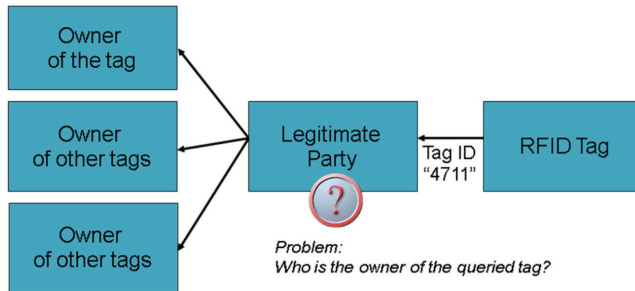 Owner
of the tag
Owner
of other tags
Owner
of other tags
Legitimate
Party
?
Tag ID
“4711”
RFID Tag
Problem:
Who is the owner of the queried tag?